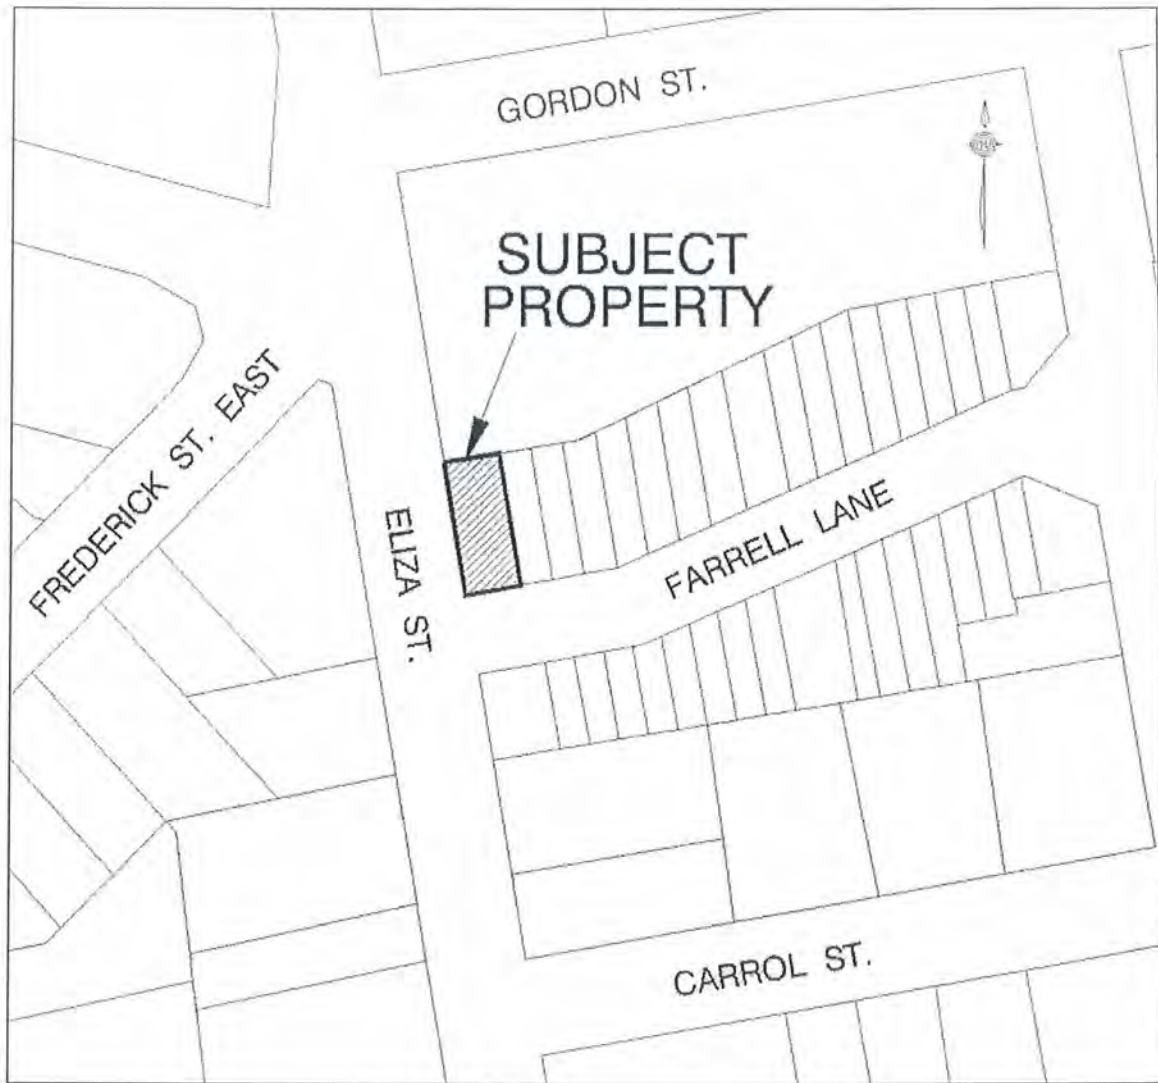 GORDON ST.
SUBJECT
PROPERTY
FREDERICK ST. EAST
ELIZA ST.
FARRELL LANE
CARROL ST.